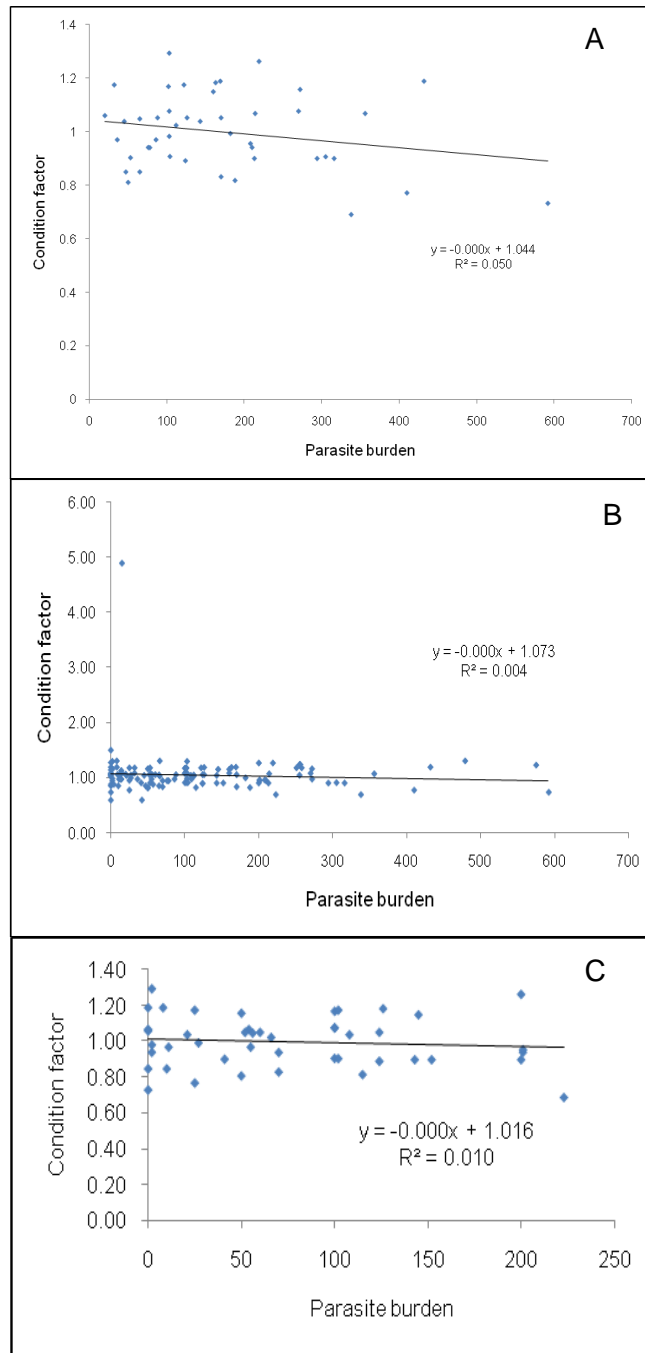 A
1.4
1.2
1
0.8
0.6
0.4
0.2
0
Condition factor
y = -0.000x + 1.044
R² = 0.050
0 100 200 300 400 500 600 700
Parasite burden
B
6.00
5.00
4.00
3.00
2.00
1.00
0.00
Condition factor
y = -0.000x + 1.073
R² = 0.004
0 100 200 300 400 500 600 700
Parasite burden
C
1.40
1.20
1.00
0.80
0.60
0.40
0.20
0.00
Condition factor
y = -0.000x + 1.016
R² = 0.010
0 50 100 150 200 250
Parasite burden